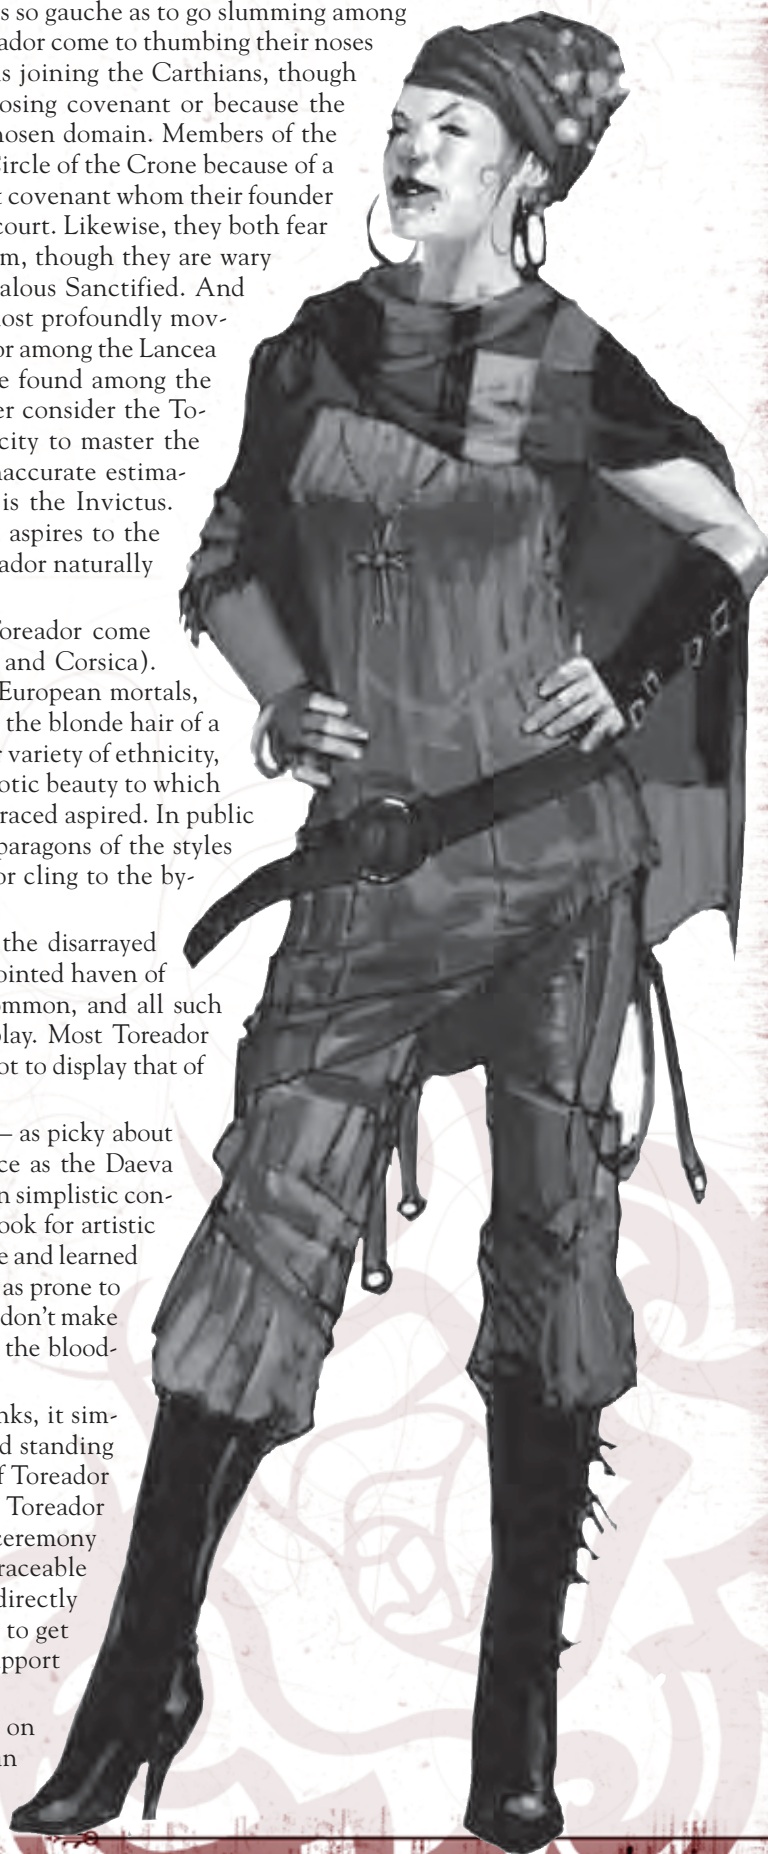 s so gauche as to go slumming among
ador come to thumbing their noses
s joining the Carthians, though
osing covenant or because the
hosen domain. Members of the
Circle of the Crone because of a
t covenant whom their founder
court. Likewise, they both fear
m, though they are wary
alous Sanctified. And
ost profoundly mov-
or among the Lancea
e found among the
er consider the To-
city to master the
naccurate estima-
is the Invictus.
aspires to the
ador naturally
Toreador come
and Corsica).
European mortals,
the blonde hair of a
r variety of ethnicity,
otic beauty to which
raced aspired. In public
paragons of the styles
or cling to the by-
the disarrayed
ointed haven of
mmon, and all such
play. Most Toreador
ot to display that of
– as picky about
ce as the Daeva
n simplistic con-
ook for artistic
e and learned
as prone to
don't make
the blood-
nks, it sim-
d standing
f Toreador
Toreador
ceremony
raceable
directly
to get
pport
on
an